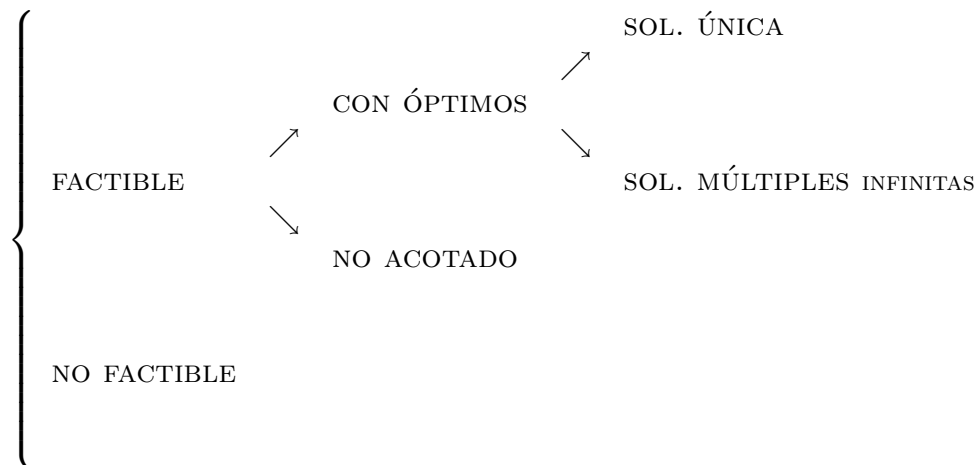 SOL. ÚNICA
CON ÓPTIMOS
FACTIBLE
SOL. MÚLTIPLES INFINITAS
NO ACOTADO
NO FACTIBLE